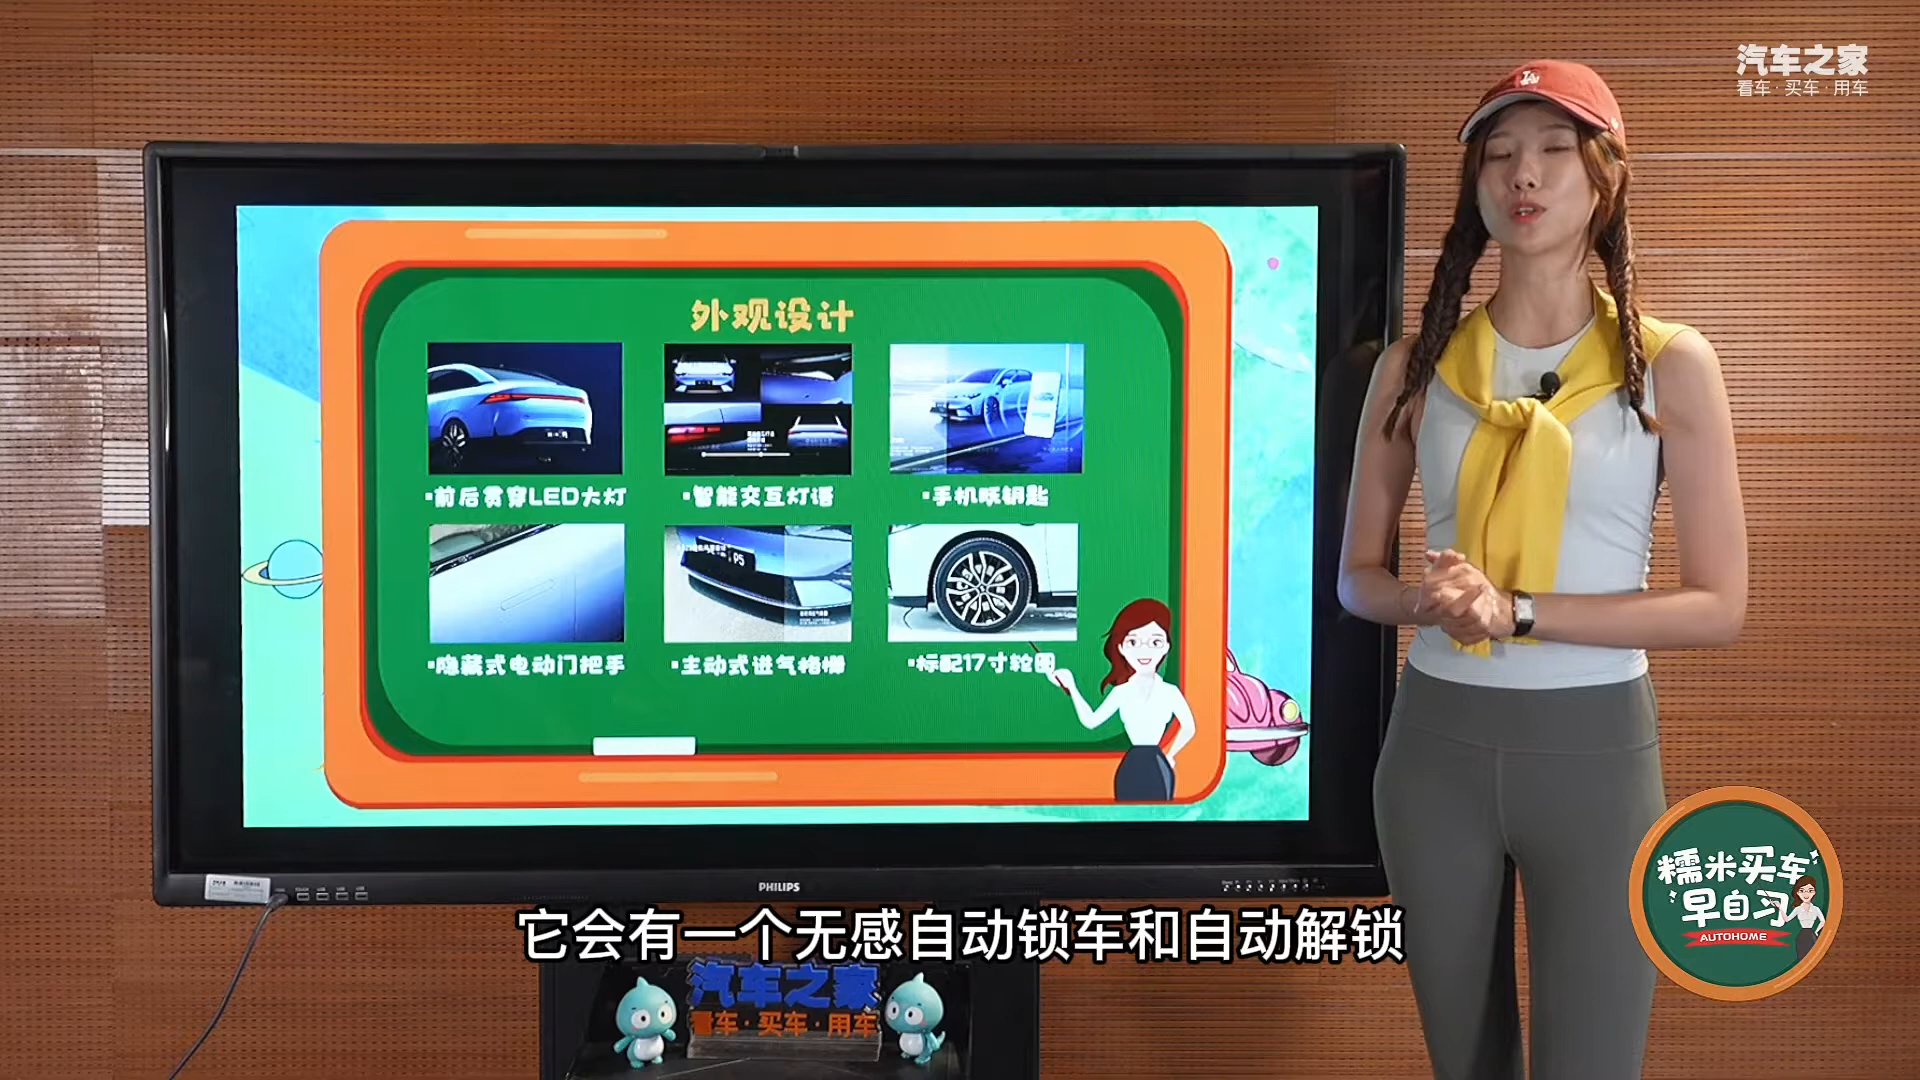 汽车之家
看车·买车·用车
LA
外观设计
▪前后贯穿LED大灯
▪智能交互灯语
▪手机既钥匙
P5
▪隐藏式电动门把手
▪主动式进气格栅
▪标配17寸轮圈
PHILIPS
它会有一个无感自动锁车和自动解锁
糯米买车
早自习
AUTOHOME
汽车之家
看车·买车·用车